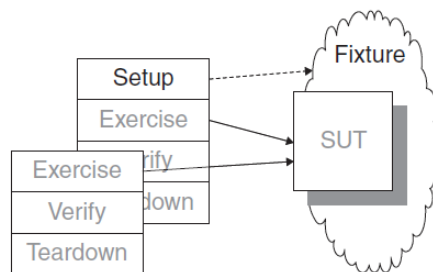 Fixture
Setup
Exercise
SUT
rify
Exercise
down
Verify
Teardown